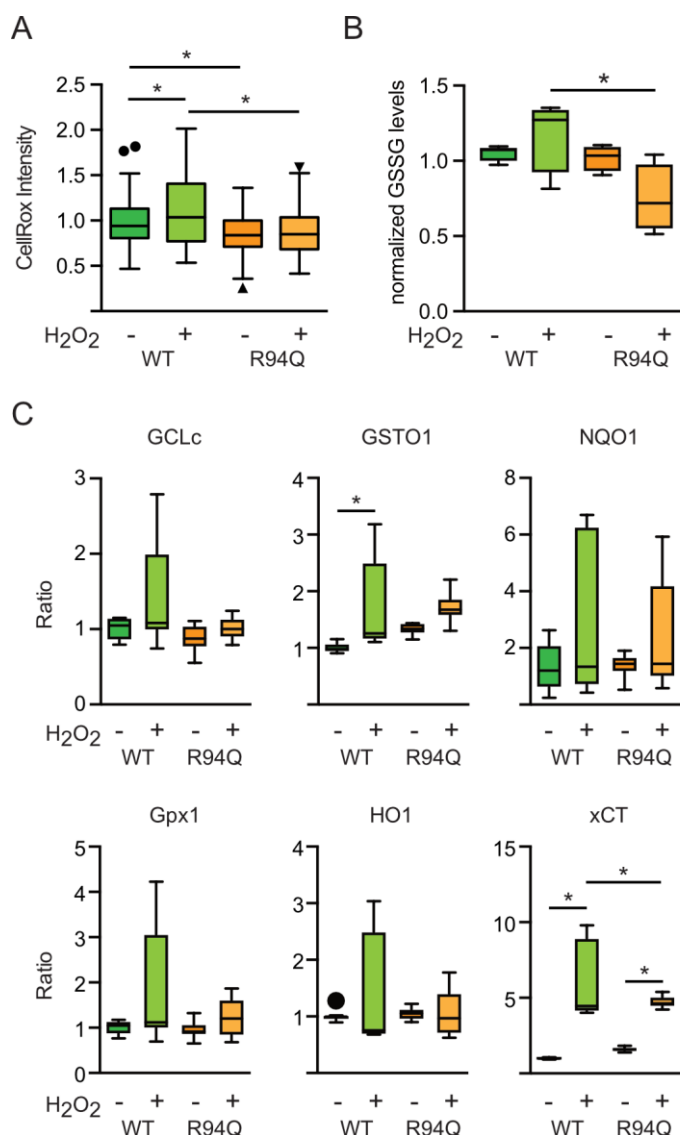 A
B
*
*
*
CellRox Intensity
2.5
2.0
1.5
1.0
0.5
H2O2
- + - +
WT R94Q
*
normalized GSSG levels
1.5
1.0
0.5
0.0
H2O2
- + - +
WT R94Q
C
GCLc GSTO1 NQO1
Ratio
3
2
1
0
*
4
3
2
1
8
6
4
2
H2O2 - + - + - + - + - + - +
WT R94Q WT R94Q WT R94Q
Gpx1 HO1 xCT
Ratio
5
4
3
2
1
0
4
3
2
1
*
*
*
15
10
5
0
H2O2 - + - + - + - + - + - +
WT R94Q WT R94Q WT R94Q